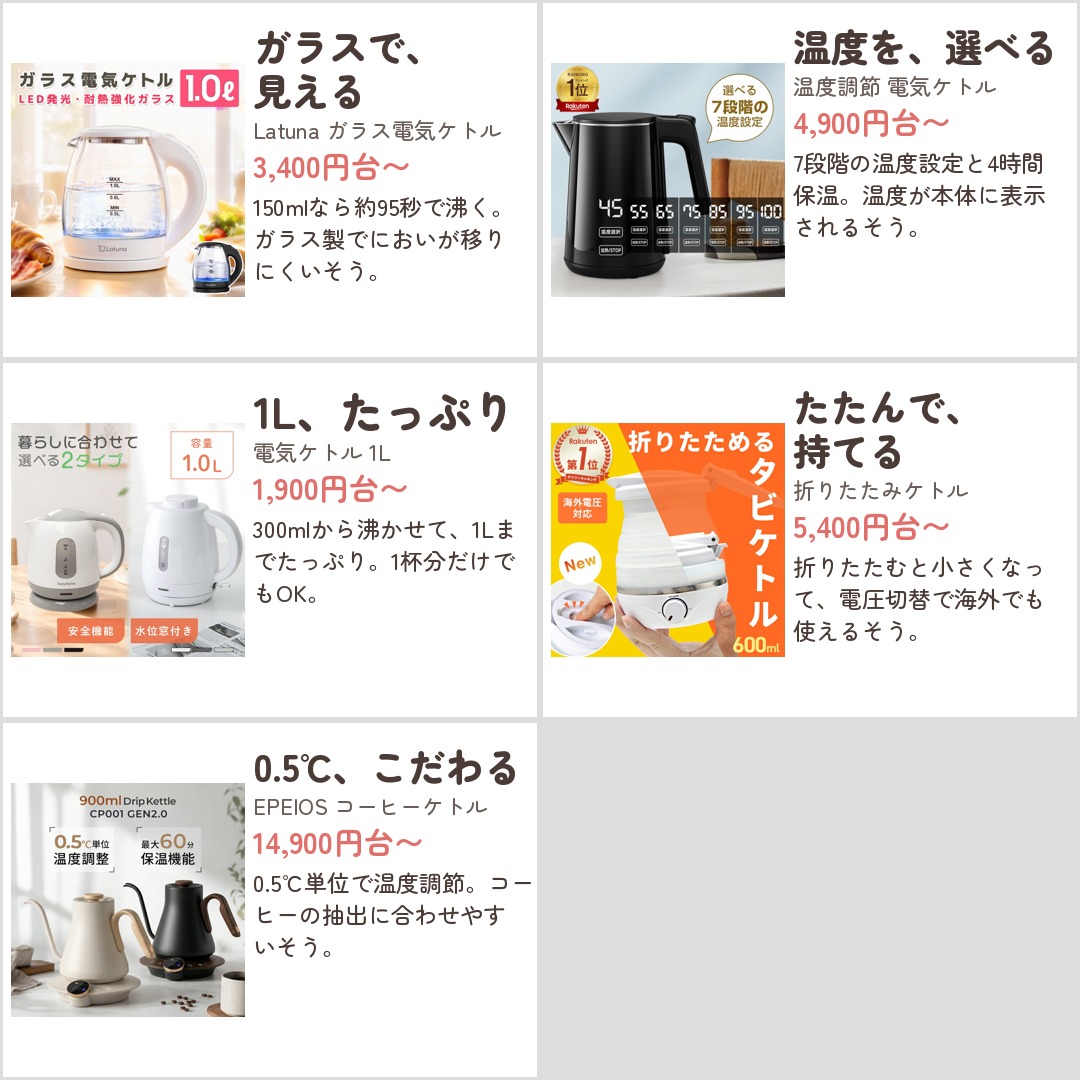 ガラスで、
見える
Latuna ガラス電気ケトル
3,400円台〜
150mlなら約95秒で沸く。
ガラス製でにおいが移り
にくいそう。
ガラス電気ケトル
LED発光・耐熱強化ガラス
1.0ℓ
MAX
1.0L
0.8L
MIN
0.5L
Latuna
温度を、選べる
温度調節 電気ケトル
4,900円台〜
7段階の温度設定と4時間
保温。温度が本体に表示
されるそう。
RANKING
1位
Rakuten
選べる
7段階の
温度設定
45 55 65 75 85 95 100
温度選択
加熱/STOP
1L、たっぷり
電気ケトル 1L
1,900円台〜
300mlから沸かせて、1Lま
でたっぷり。1杯分だけで
もOK。
暮らしに合わせて
選べる2タイプ
容量
1.0L
安全機能
水位窓付き
たたんで、
持てる
折りたたみケトル
5,400円台〜
折りたたむと小さくなっ
て、電圧切替で海外でも
使えるそう。
Rakuten
第1位
折りたためる
タビケトル
海外電圧
対応
New
600ml
0.5℃、こだわる
EPEIOS コーヒーケトル
14,900円台〜
0.5℃単位で温度調節。コー
ヒーの抽出に合わせやす
いそう。
900ml Drip Kettle
CP001 GEN2.0
0.5℃単位
温度調整
最大60分
保温機能